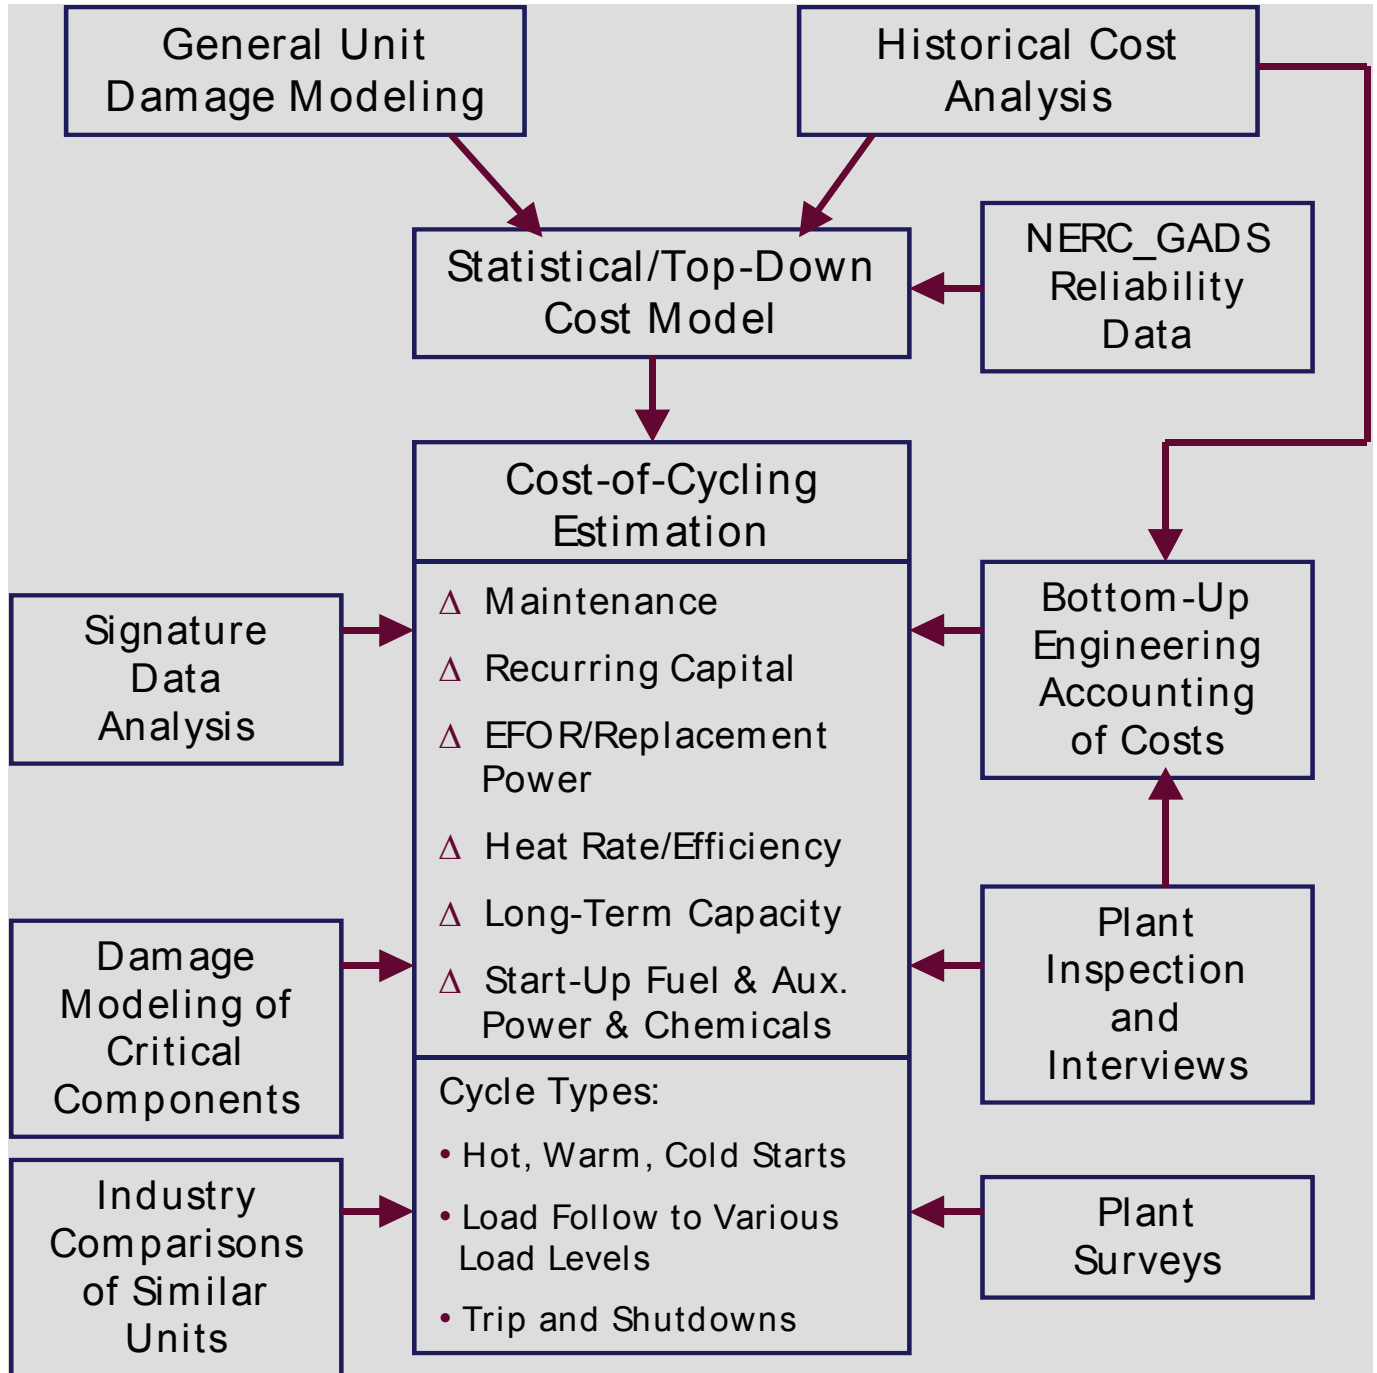 General Unit
Damage Modeling
Historical Cost
Analysis
NERC_GADS
Reliability
Data
Statistical/Top-Down
Cost Model
Cost-of-Cycling
Estimation
Δ Maintenance
Δ Recurring Capital
Δ EFOR/Replacement
Power
Δ Heat Rate/Efficiency
Δ Long-Term Capacity
Δ Start-Up Fuel & Aux.
Power & Chemicals
Cycle Types:
• Hot, Warm, Cold Starts
• Load Follow to Various
Load Levels
• Trip and Shutdowns
Signature
Data
Analysis
Damage
Modeling of
Critical
Components
Industry
Comparisons
of Similar
Units
Bottom-Up
Engineering
Accounting
of Costs
Plant
Inspection
and
Interviews
Plant
Surveys